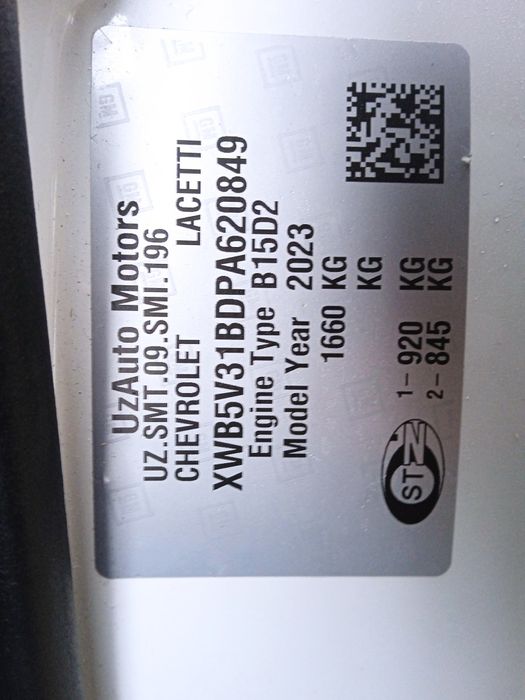 UzAuto Motors
UZ.SMT.09.SMI.196
CHEVROLET LACETTI
XWB5V31BDPA620849
Engine Type B15D2
Model Year 2023
1660 KG
KG
1- 920 KG
2- 845 KG
STZ